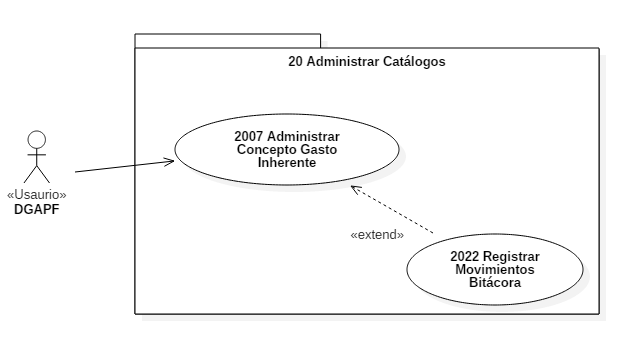 20 Administrar Catálogos
2007 Administrar
Concepto Gasto
Inherente
«Usaurio»
DGAPF
«extend»
2022 Registrar
Movimientos
Bitácora